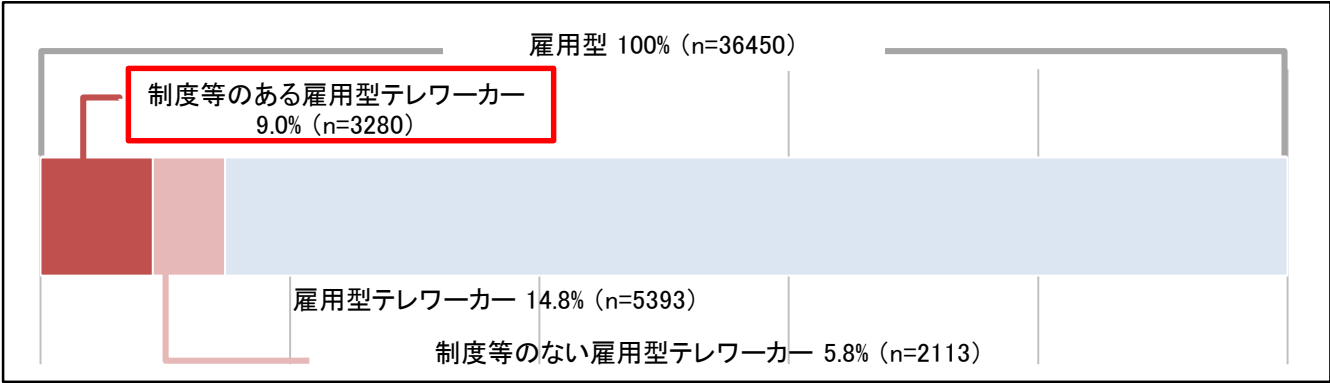 雇用型 100% (n=36450)
制度等のある雇用型テレワーカー
9.0% (n=3280)
雇用型テレワーカー 14.8% (n=5393)
制度等のない雇用型テレワーカー 5.8% (n=2113)